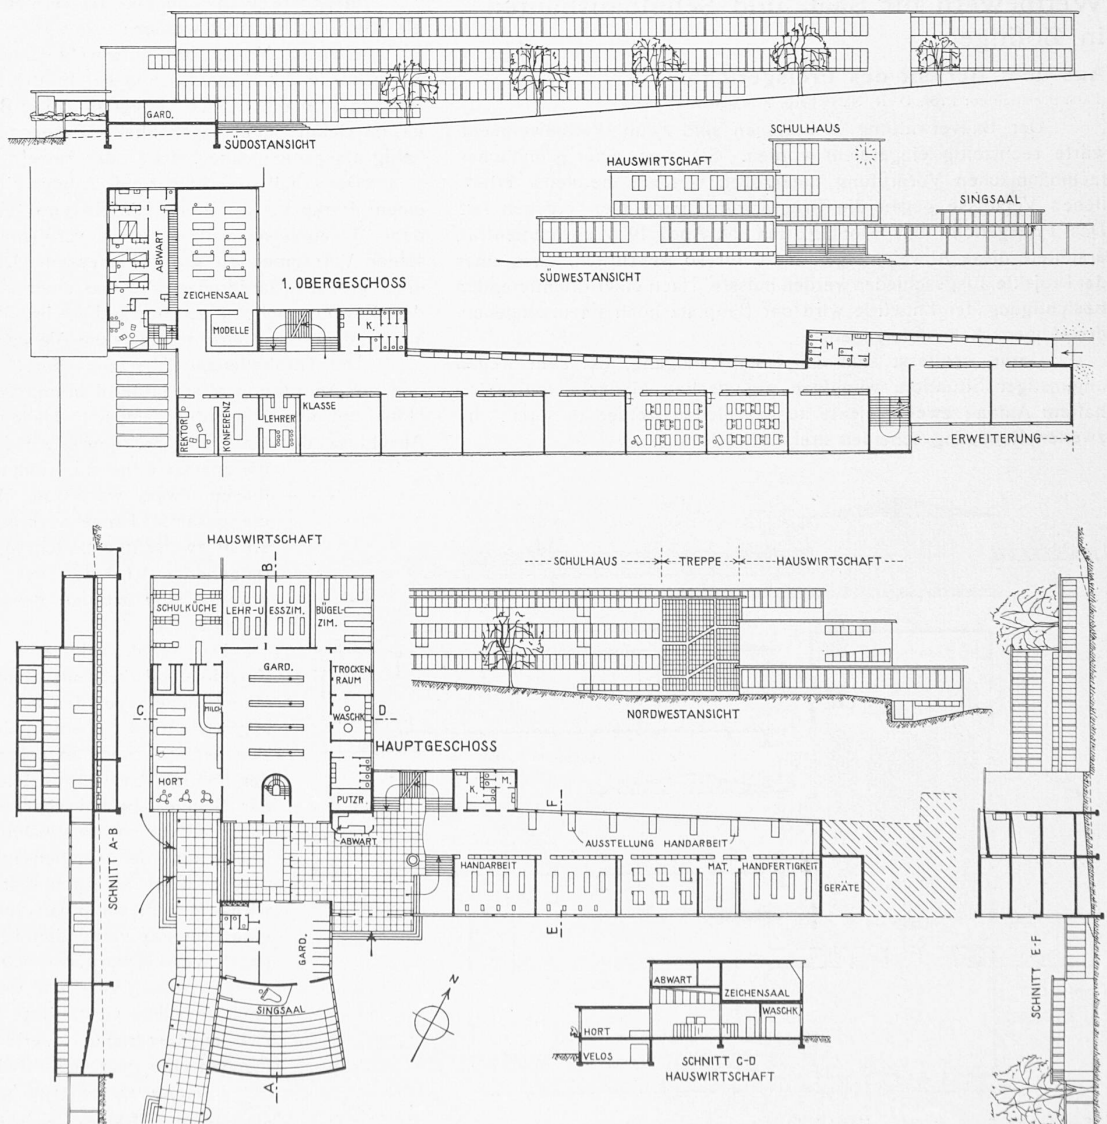 GARD.
SÜDOSTANSICHT
SCHULHAUS
HAUSWIRTSCHAFT
SINGSAAL
SÜDWESTANSICHT
ABWART
ZEICHENSAAL
1. OBERGESCHOSS
MODELLE
K.
M.
REKTOR
KONFERENZ
LEHRER
KLASSE
ERWEITERUNG
HAUSWIRTSCHAFT
B
SCHULHAUS
TREPPE
HAUSWIRTSCHAFT
SCHULKÜCHE
LEHR-U
ESSZIM.
BÜGEL-
ZIM.
GARD.
TROCKEN
RAUM
MILCH
WASCHK.
C
D
NORDWESTANSICHT
HAUPTGESCHOSS
HORT
PUTZR.
K.
M.
F
ABWART
AUSSTELLUNG HANDARBEIT
SCHNITT A-B
HANDARBEIT
MAT.
HANDFERTIGKEIT
GERÄTE
E
GARD.
SINGSAAL
A
N
ABWART
ZEICHENSAAL
WASCHK.
HORT
VELOS
SCHNITT C-D
HAUSWIRTSCHAFT
SCHNITT E-F